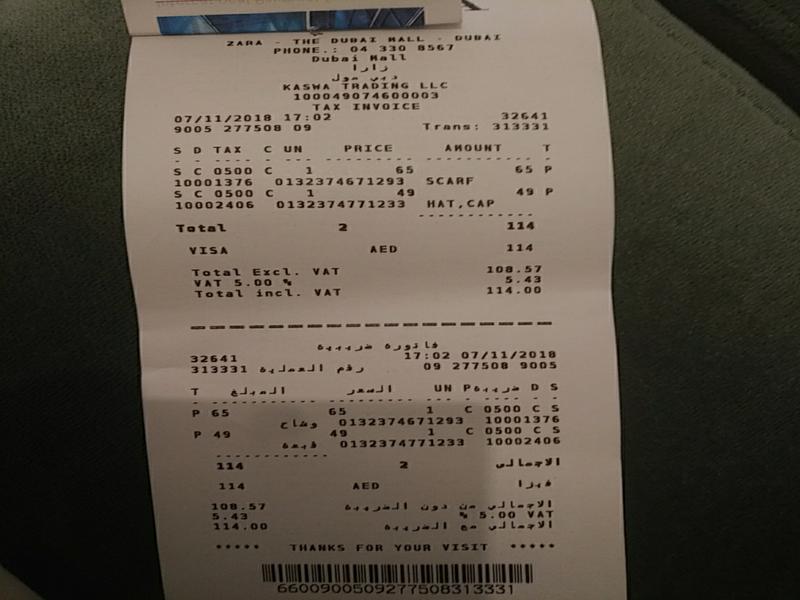 ZARA - THE DUBAI MALL - DUBAI
PHONE.: 04 330 8567
Dubai Mall
زارا
دبي مول
KASWA TRADING LLC
100049074600003
TAX INVOICE
07/11/2018 17:02 32641
9005 277508 09 Trans: 313331
S D TAX C UN PRICE AMOUNT T
S C 0500 C 1 65 65 P
10001376 0132374671293 SCARF
S C 0500 C 1 49 49 P
10002406 0132374771233 HAT,CAP
Total 2 114
VISA AED 114
Total Excl. VAT 108.57
VAT 5.00 % 5.43
Total incl. VAT 114.00
فاتورة ضريبية
32641 17:02 07/11/2018
313331 رقم العملية 09 277508 9005
T المبلغ السعر UN P ضريبة D S
P 65 65 1 C 0500 C S
وشاح 0132374671293 10001376
P 49 49 1 C 0500 C S
قبعة 0132374771233 10002406
114 2 الاجمالى
114 AED فيزا
108.57 الاجمالي من دون الضريبة
5.43 % 5.00 VAT
114.00 الاجمالي مع الضريبة
***** THANKS FOR YOUR VISIT *****
66009005092775083​13331